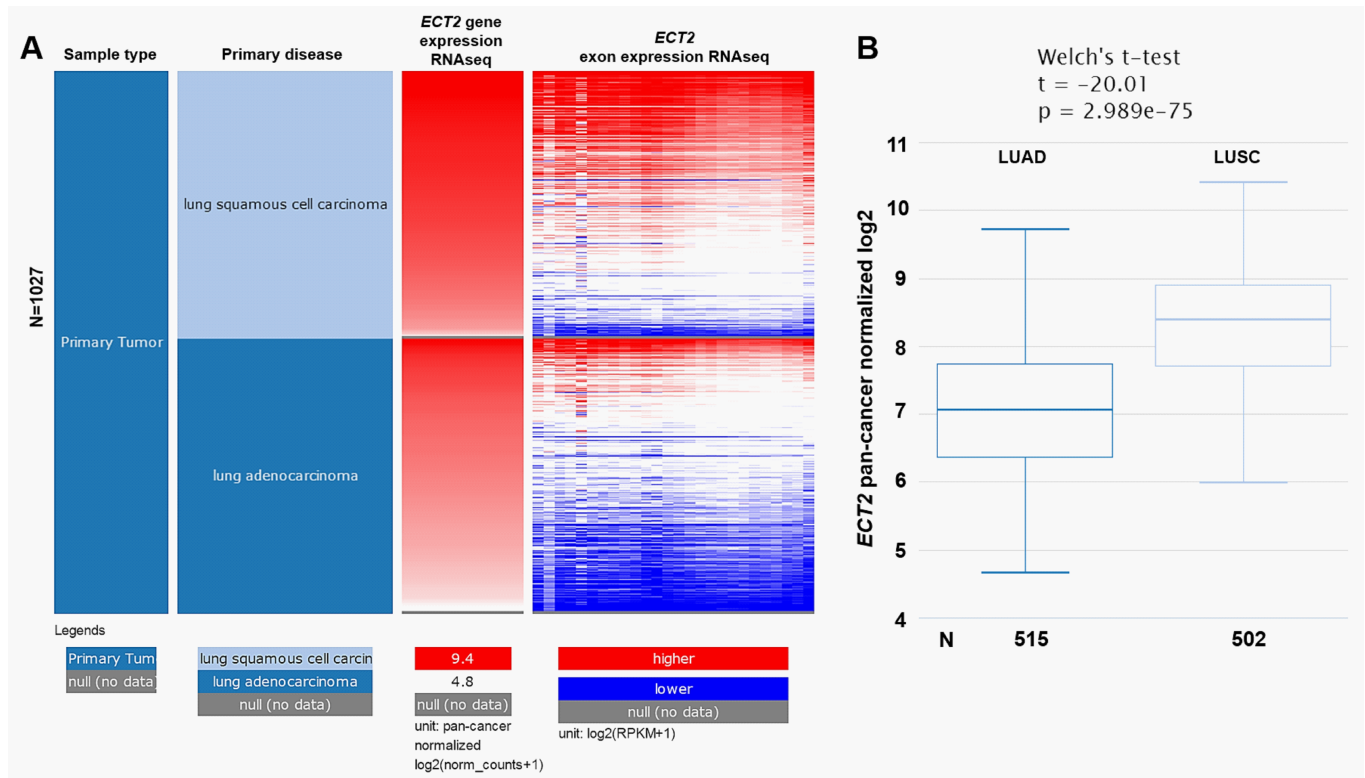 A
Sample type
Primary disease
ECT2 gene
expression
RNAseq
ECT2
exon expression RNAseq
N=1027
Primary Tumor
lung squamous cell carcinoma
lung adenocarcinoma
Legends
Primary Tum
null (no data)
lung squamous cell carcin
lung adenocarcinoma
null (no data)
9.4
4.8
null (no data)
unit: pan-cancer
normalized
log2(norm_counts+1)
higher
lower
null (no data)
unit: log2(RPKM+1)
B
Welch's t-test
t = -20.01
p = 2.989e-75
ECT2 pan-cancer normalized log2
11
10
9
8
7
6
5
4
LUAD
LUSC
N
515
502